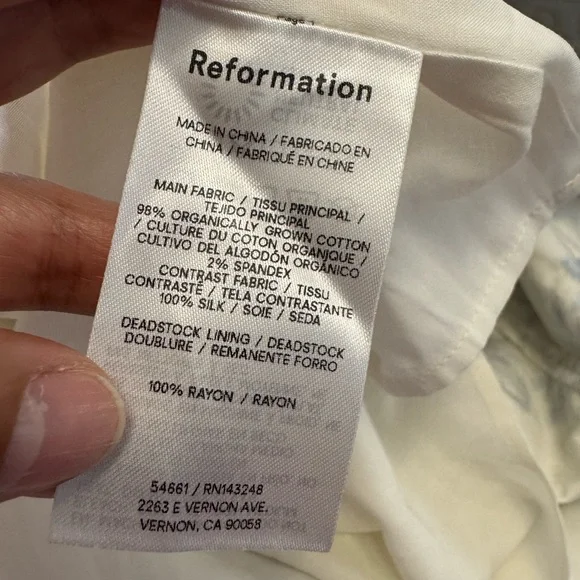 Reformation
MADE IN CHINA / FABRICADO EN
CHINA / FABRIQUÉ EN CHINE
MAIN FABRIC / TISSU PRINCIPAL /
TEJIDO PRINCIPAL
98% ORGANICALLY GROWN COTTON
/ CULTURE DU COTON ORGANJQUE /
CULTIVO DEL ALGODÓN ORGÁNICO
2% SPANDEX
CONTRAST FABRIC / TISSU
CONTRASTÉ / TELA CONTRASTANTE
100% SILK / SOIE / SEDA
DEADSTOCK LINING / DEADSTOCK
DOUBLURE / REMANENTE FORRO
100% RAYON / RAYON
54661 / RN143248
2263 E VERNON AVE.
VERNON, CA 90058